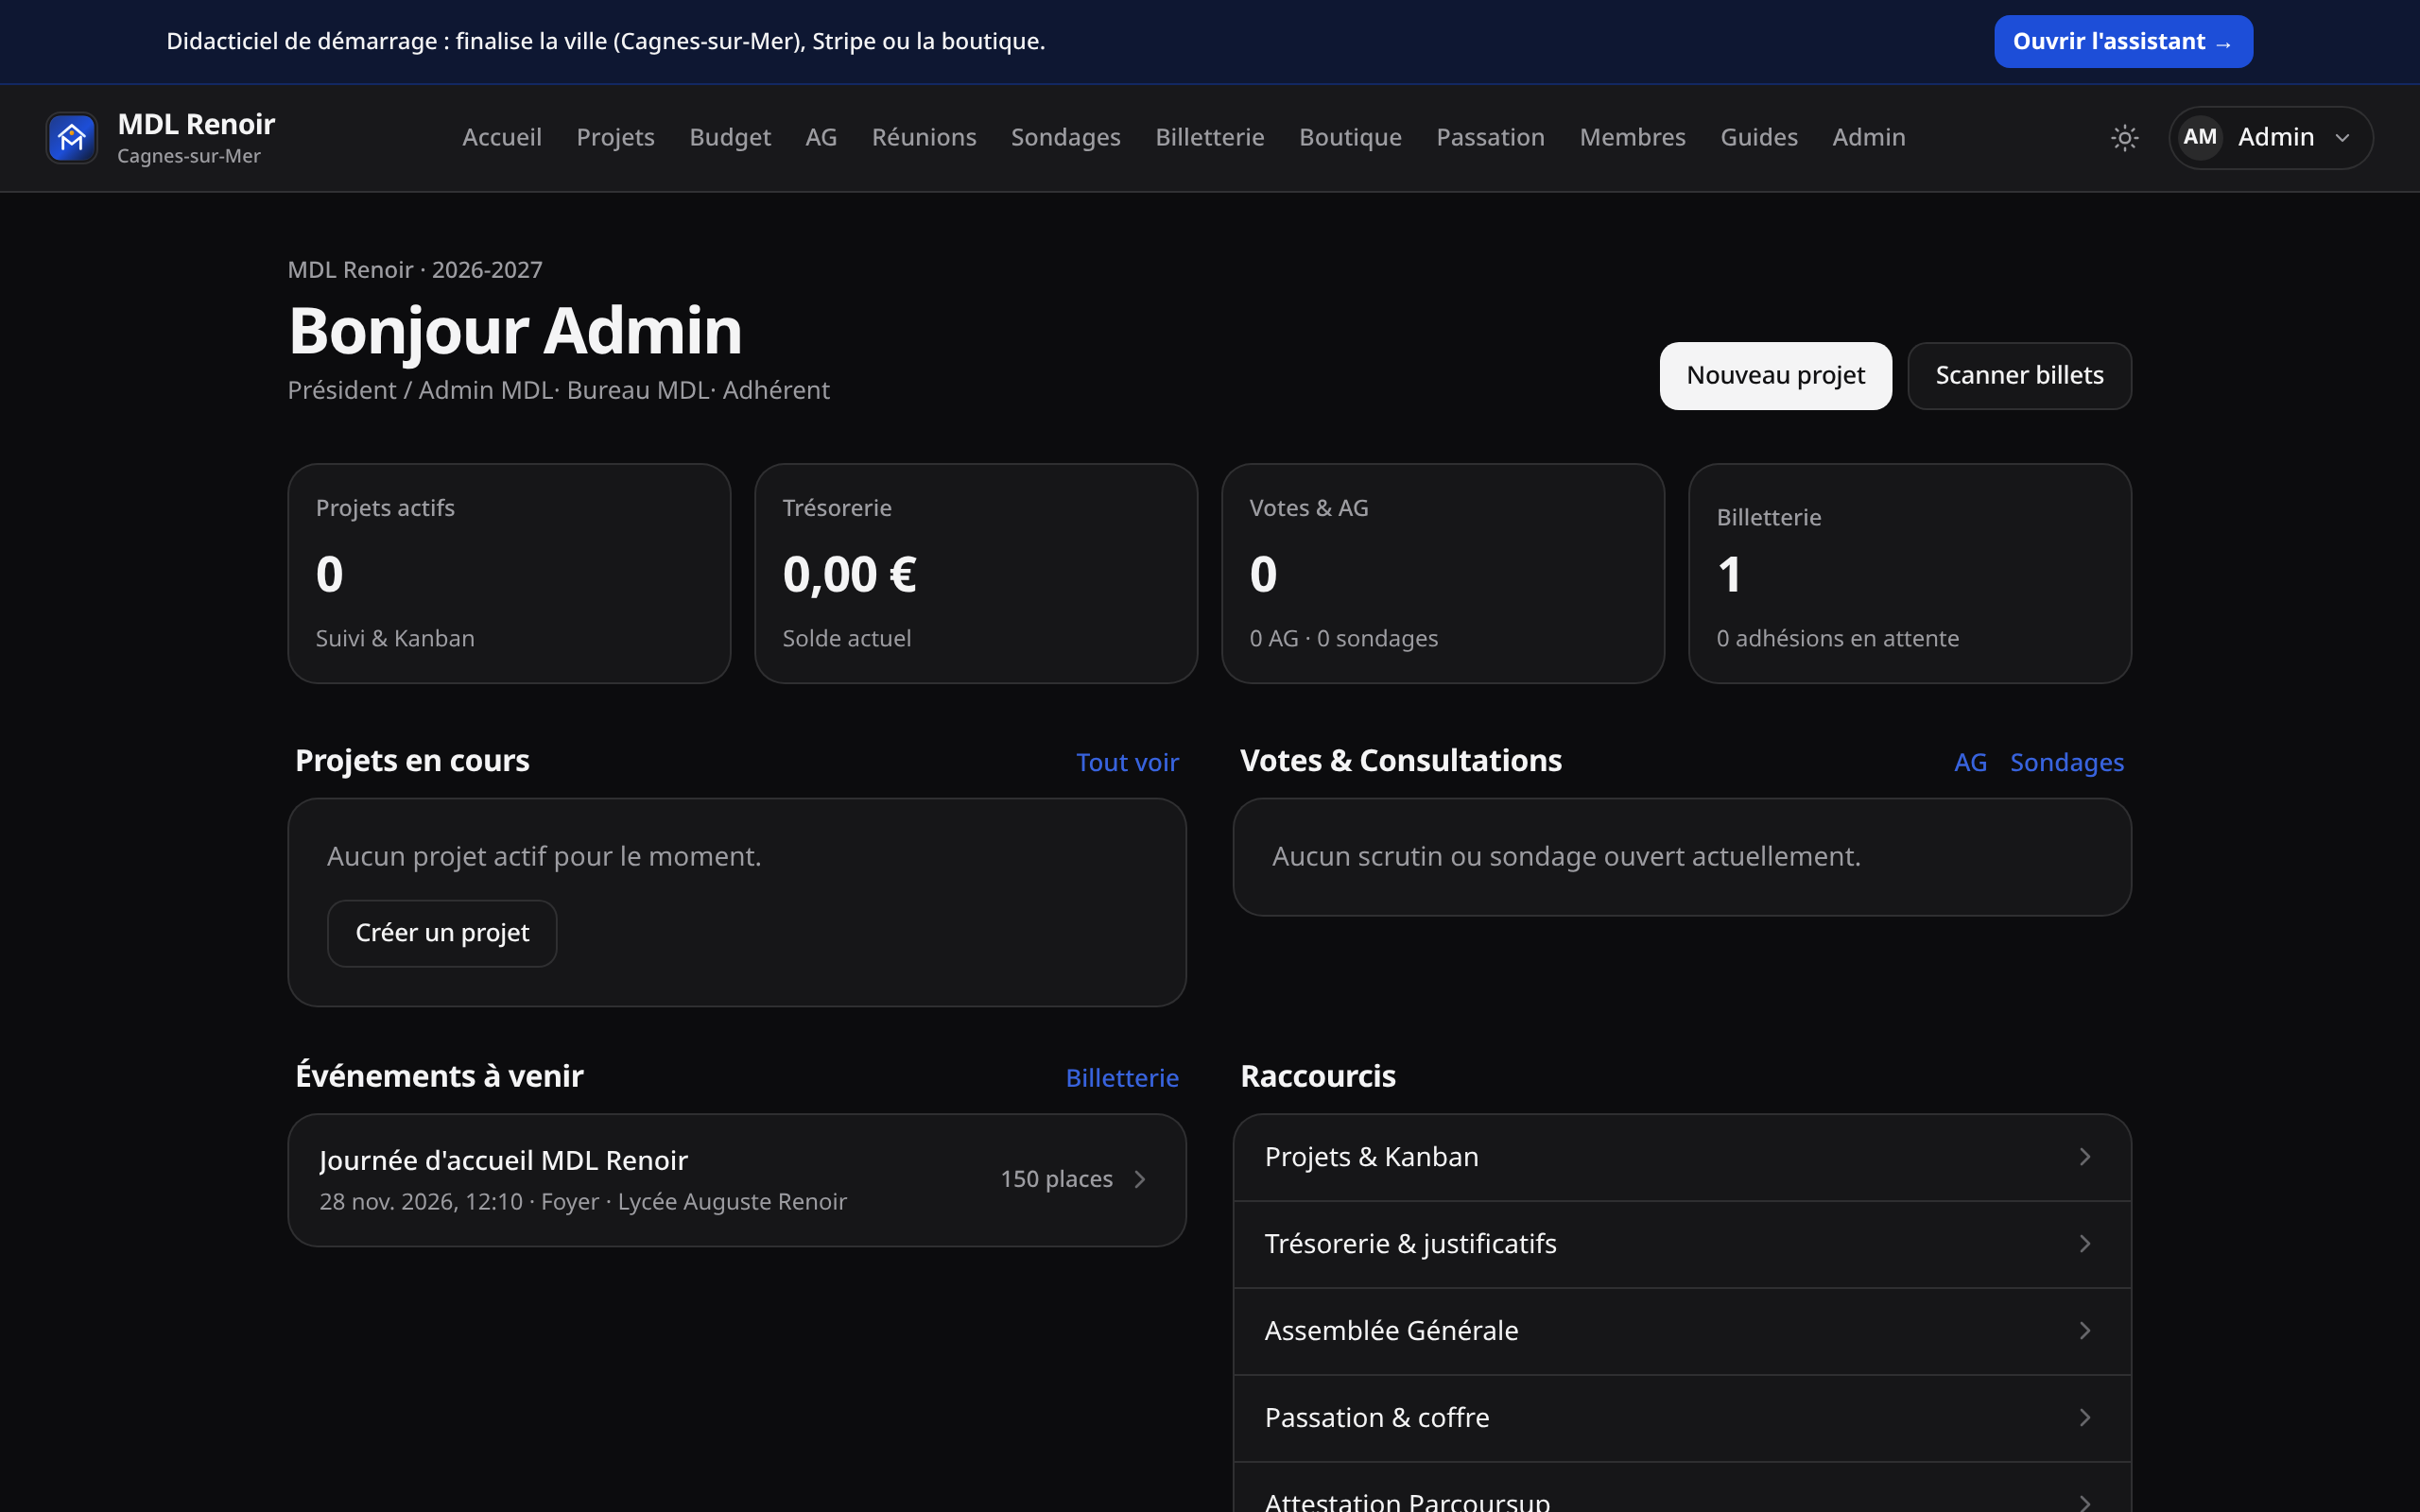 Didacticiel de démarrage : finalise la ville (Cagnes-sur-Mer), Stripe ou la boutique.
Ouvrir l'assistant →
MDL Renoir
Cagnes-sur-Mer
Accueil
Projets
Budget
AG
Réunions
Sondages
Billetterie
Boutique
Passation
Membres
Guides
Admin
AM
Admin
MDL Renoir · 2026-2027
Bonjour Admin
Président / Admin MDL· Bureau MDL· Adhérent
Nouveau projet
Scanner billets
Projets actifs
0
Suivi & Kanban
Trésorerie
0,00 €
Solde actuel
Votes & AG
0
0 AG · 0 sondages
Billetterie
1
0 adhésions en attente
Projets en cours
Tout voir
Aucun projet actif pour le moment.
Créer un projet
Votes & Consultations
AG
Sondages
Aucun scrutin ou sondage ouvert actuellement.
Événements à venir
Billetterie
Journée d'accueil MDL Renoir
28 nov. 2026, 12:10 · Foyer · Lycée Auguste Renoir
150 places
Raccourcis
Projets & Kanban
Trésorerie & justificatifs
Assemblée Générale
Passation & coffre
Attestation Parcoursup